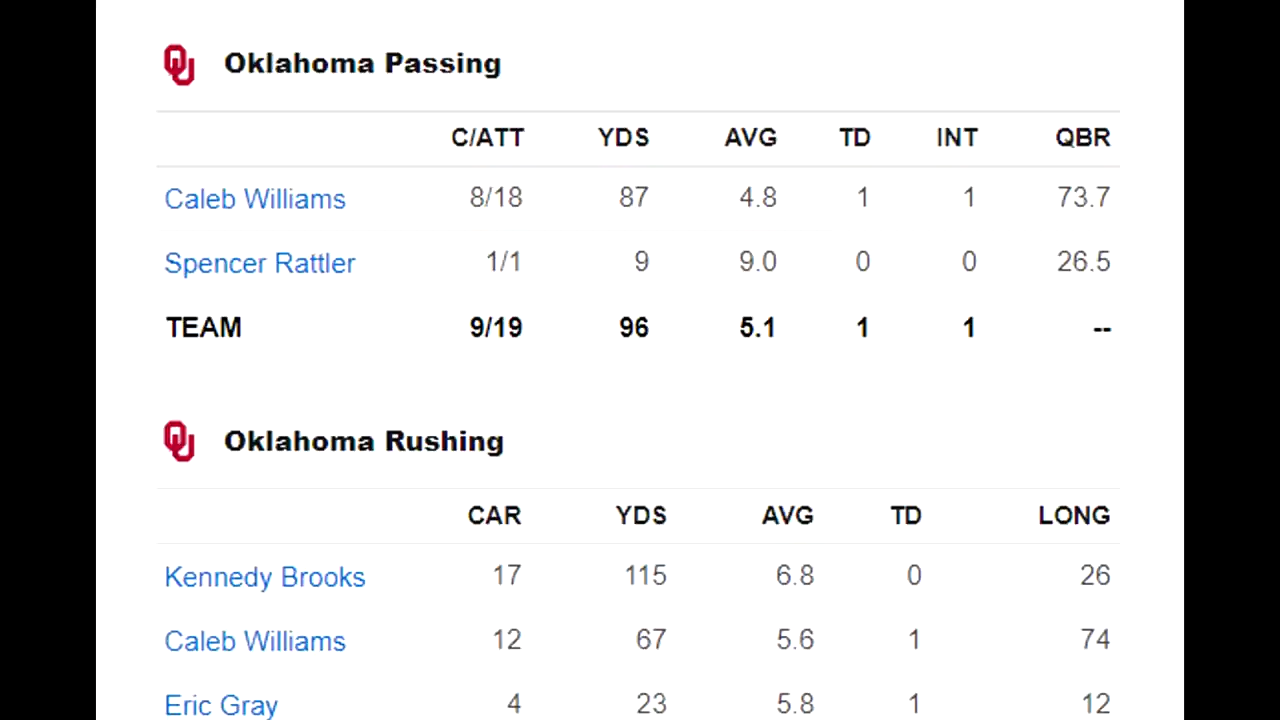 OU Oklahoma Passing
C/ATT YDS AVG TD INT QBR
Caleb Williams 8/18 87 4.8 1 1 73.7
Spencer Rattler 1/1 9 9.0 0 0 26.5
TEAM 9/19 96 5.1 1 1 --
OU Oklahoma Rushing
CAR YDS AVG TD LONG
Kennedy Brooks 17 115 6.8 0 26
Caleb Williams 12 67 5.6 1 74
Eric Gray 4 23 5.8 1 12